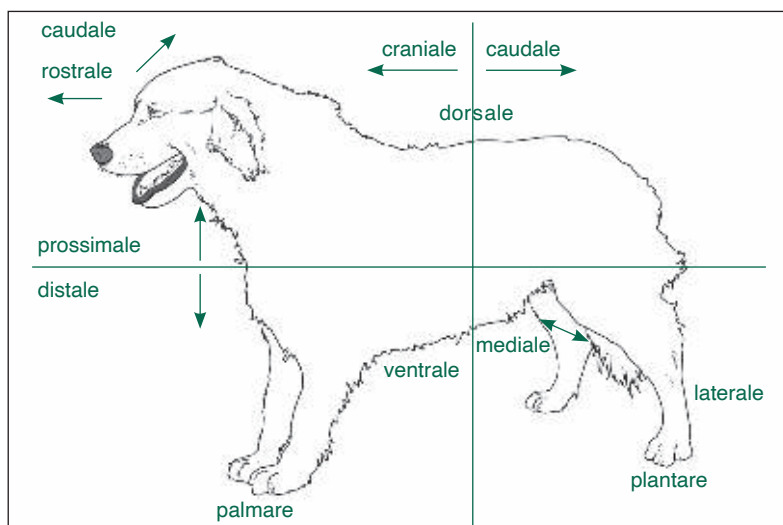 caudale
rostrale
craniale
caudale
dorsale
prossimale
distale
ventrale
mediale
laterale
palmare
plantare